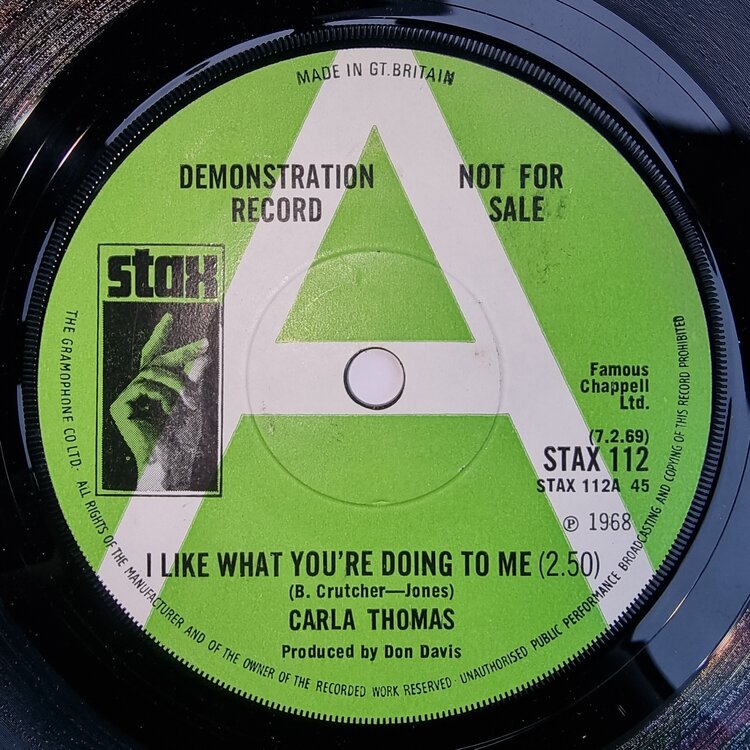 MADE IN GT. BRITAIN
DEMONSTRATION
RECORD
NOT FOR
SALE
stax
Famous
Chappell
Ltd.
(7.2.69)
STAX 112
STAX 112A 45
Ⓟ 1968
I LIKE WHAT YOU'RE DOING TO ME (2.50)
(B. Crutcher—Jones)
CARLA THOMAS
Produced by Don Davis
THE GRAMOPHONE CO LTD· ALL RIGHTS OF THE MANUFACTURER AND OF THE OWNER OF THE RECORDED WORK RESERVED· UNAUTHORISED PUBLIC PERFORMANCE BROADCASTING AND COPYING OF THIS RECORD PROHIBITED
A